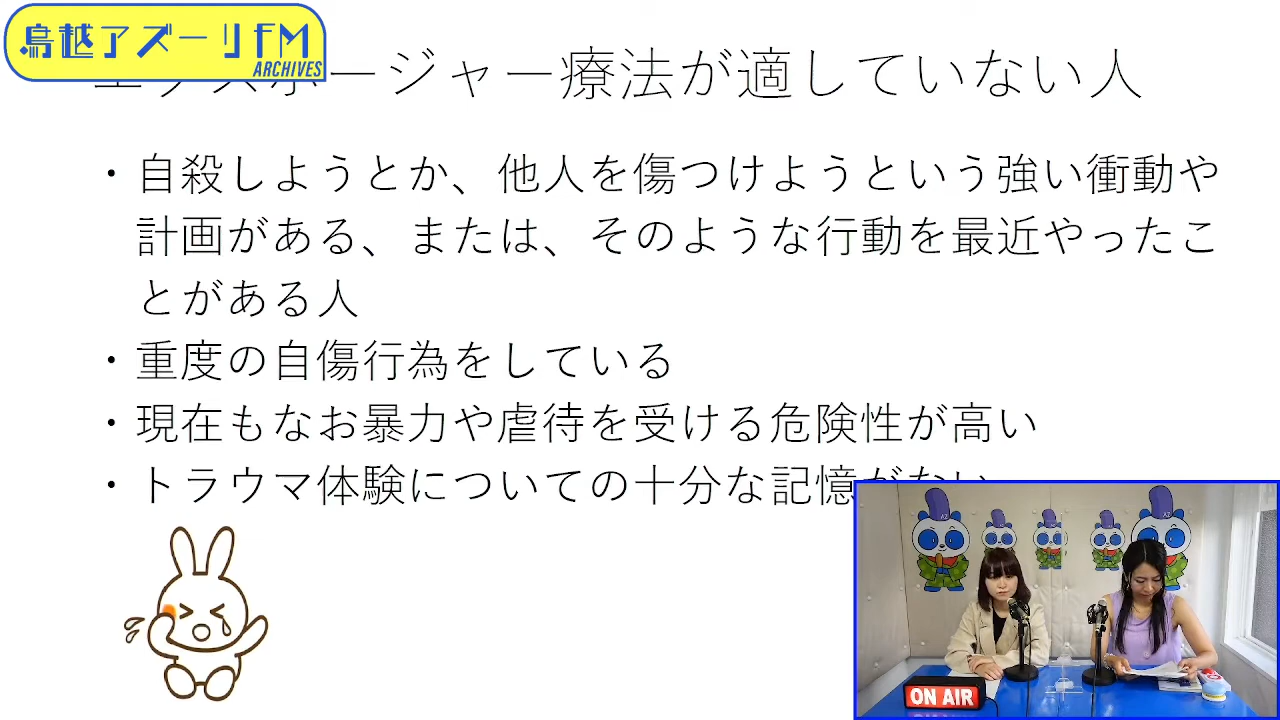 鳥越アズーリFM
ARCHIVES
ージャー療法が適していない人
・自殺しようとか、他人を傷つけようという強い衝動や
計画がある、または、そのような行動を最近やったこ
とがある人
・重度の自傷行為をしている
・現在もなお暴力や虐待を受ける危険性が高い
・トラウマ体験についての十分な記憶がない
ON AIR